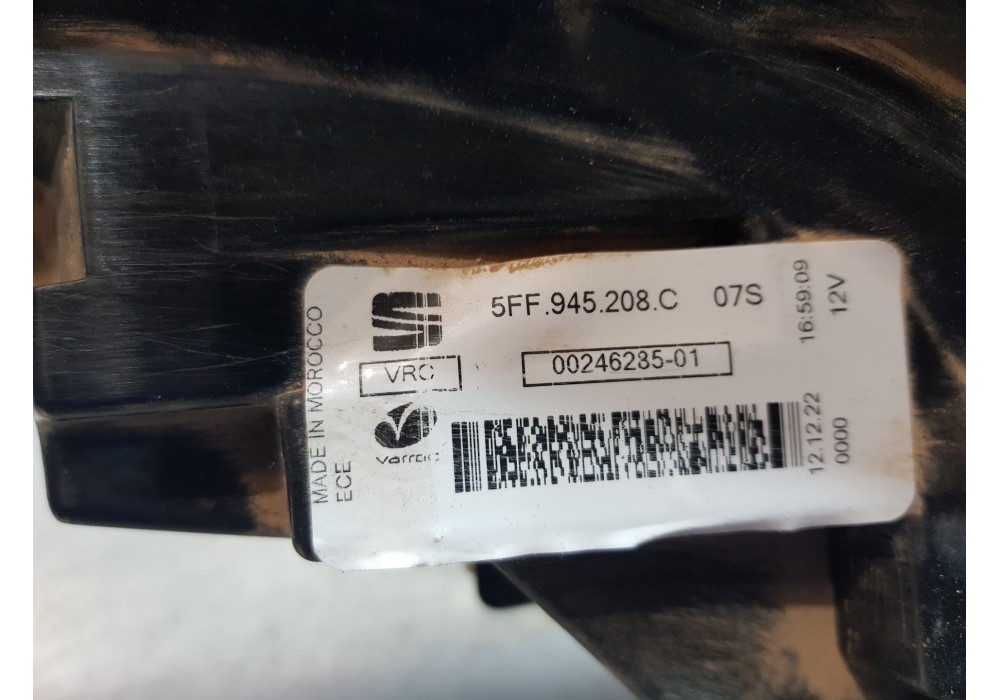 5FF.945.208.C 07S
VRC
00246285-01
varroc
MADE IN MOROCCO
ECE
16:59:09
12V
12.12.22
0000